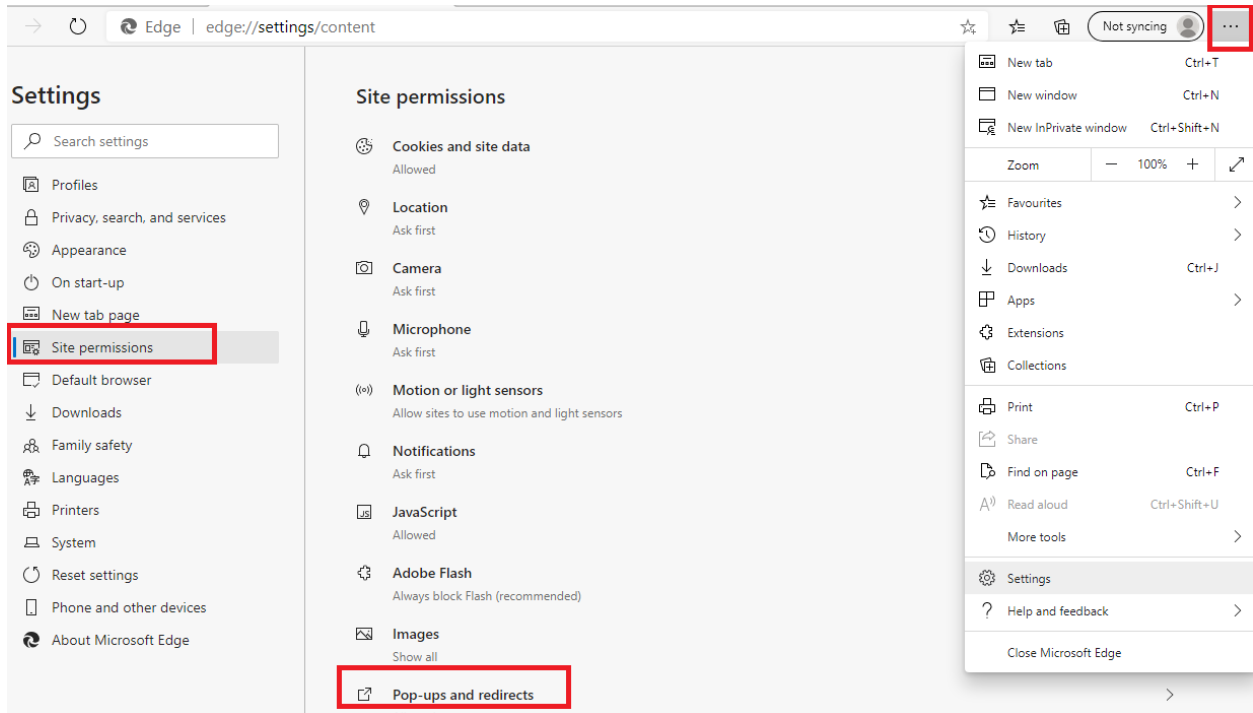 Edge | edge://settings/content
Not syncing
Settings
Search settings
Profiles
Privacy, search, and services
Appearance
On start-up
New tab page
Site permissions
Default browser
Downloads
Family safety
Languages
Printers
System
Reset settings
Phone and other devices
About Microsoft Edge
Site permissions
Cookies and site data
Allowed
Location
Ask first
Camera
Ask first
Microphone
Ask first
Motion or light sensors
Allow sites to use motion and light sensors
Notifications
Ask first
JS
JavaScript
Allowed
Adobe Flash
Always block Flash (recommended)
Images
Show all
Pop-ups and redirects
New tab Ctrl+T
New window Ctrl+N
New InPrivate window Ctrl+Shift+N
Zoom — 100% +
Favourites
History
Downloads Ctrl+J
Apps
Extensions
Collections
Print Ctrl+P
Share
Find on page Ctrl+F
Read aloud Ctrl+Shift+U
More tools
Settings
? Help and feedback
Close Microsoft Edge